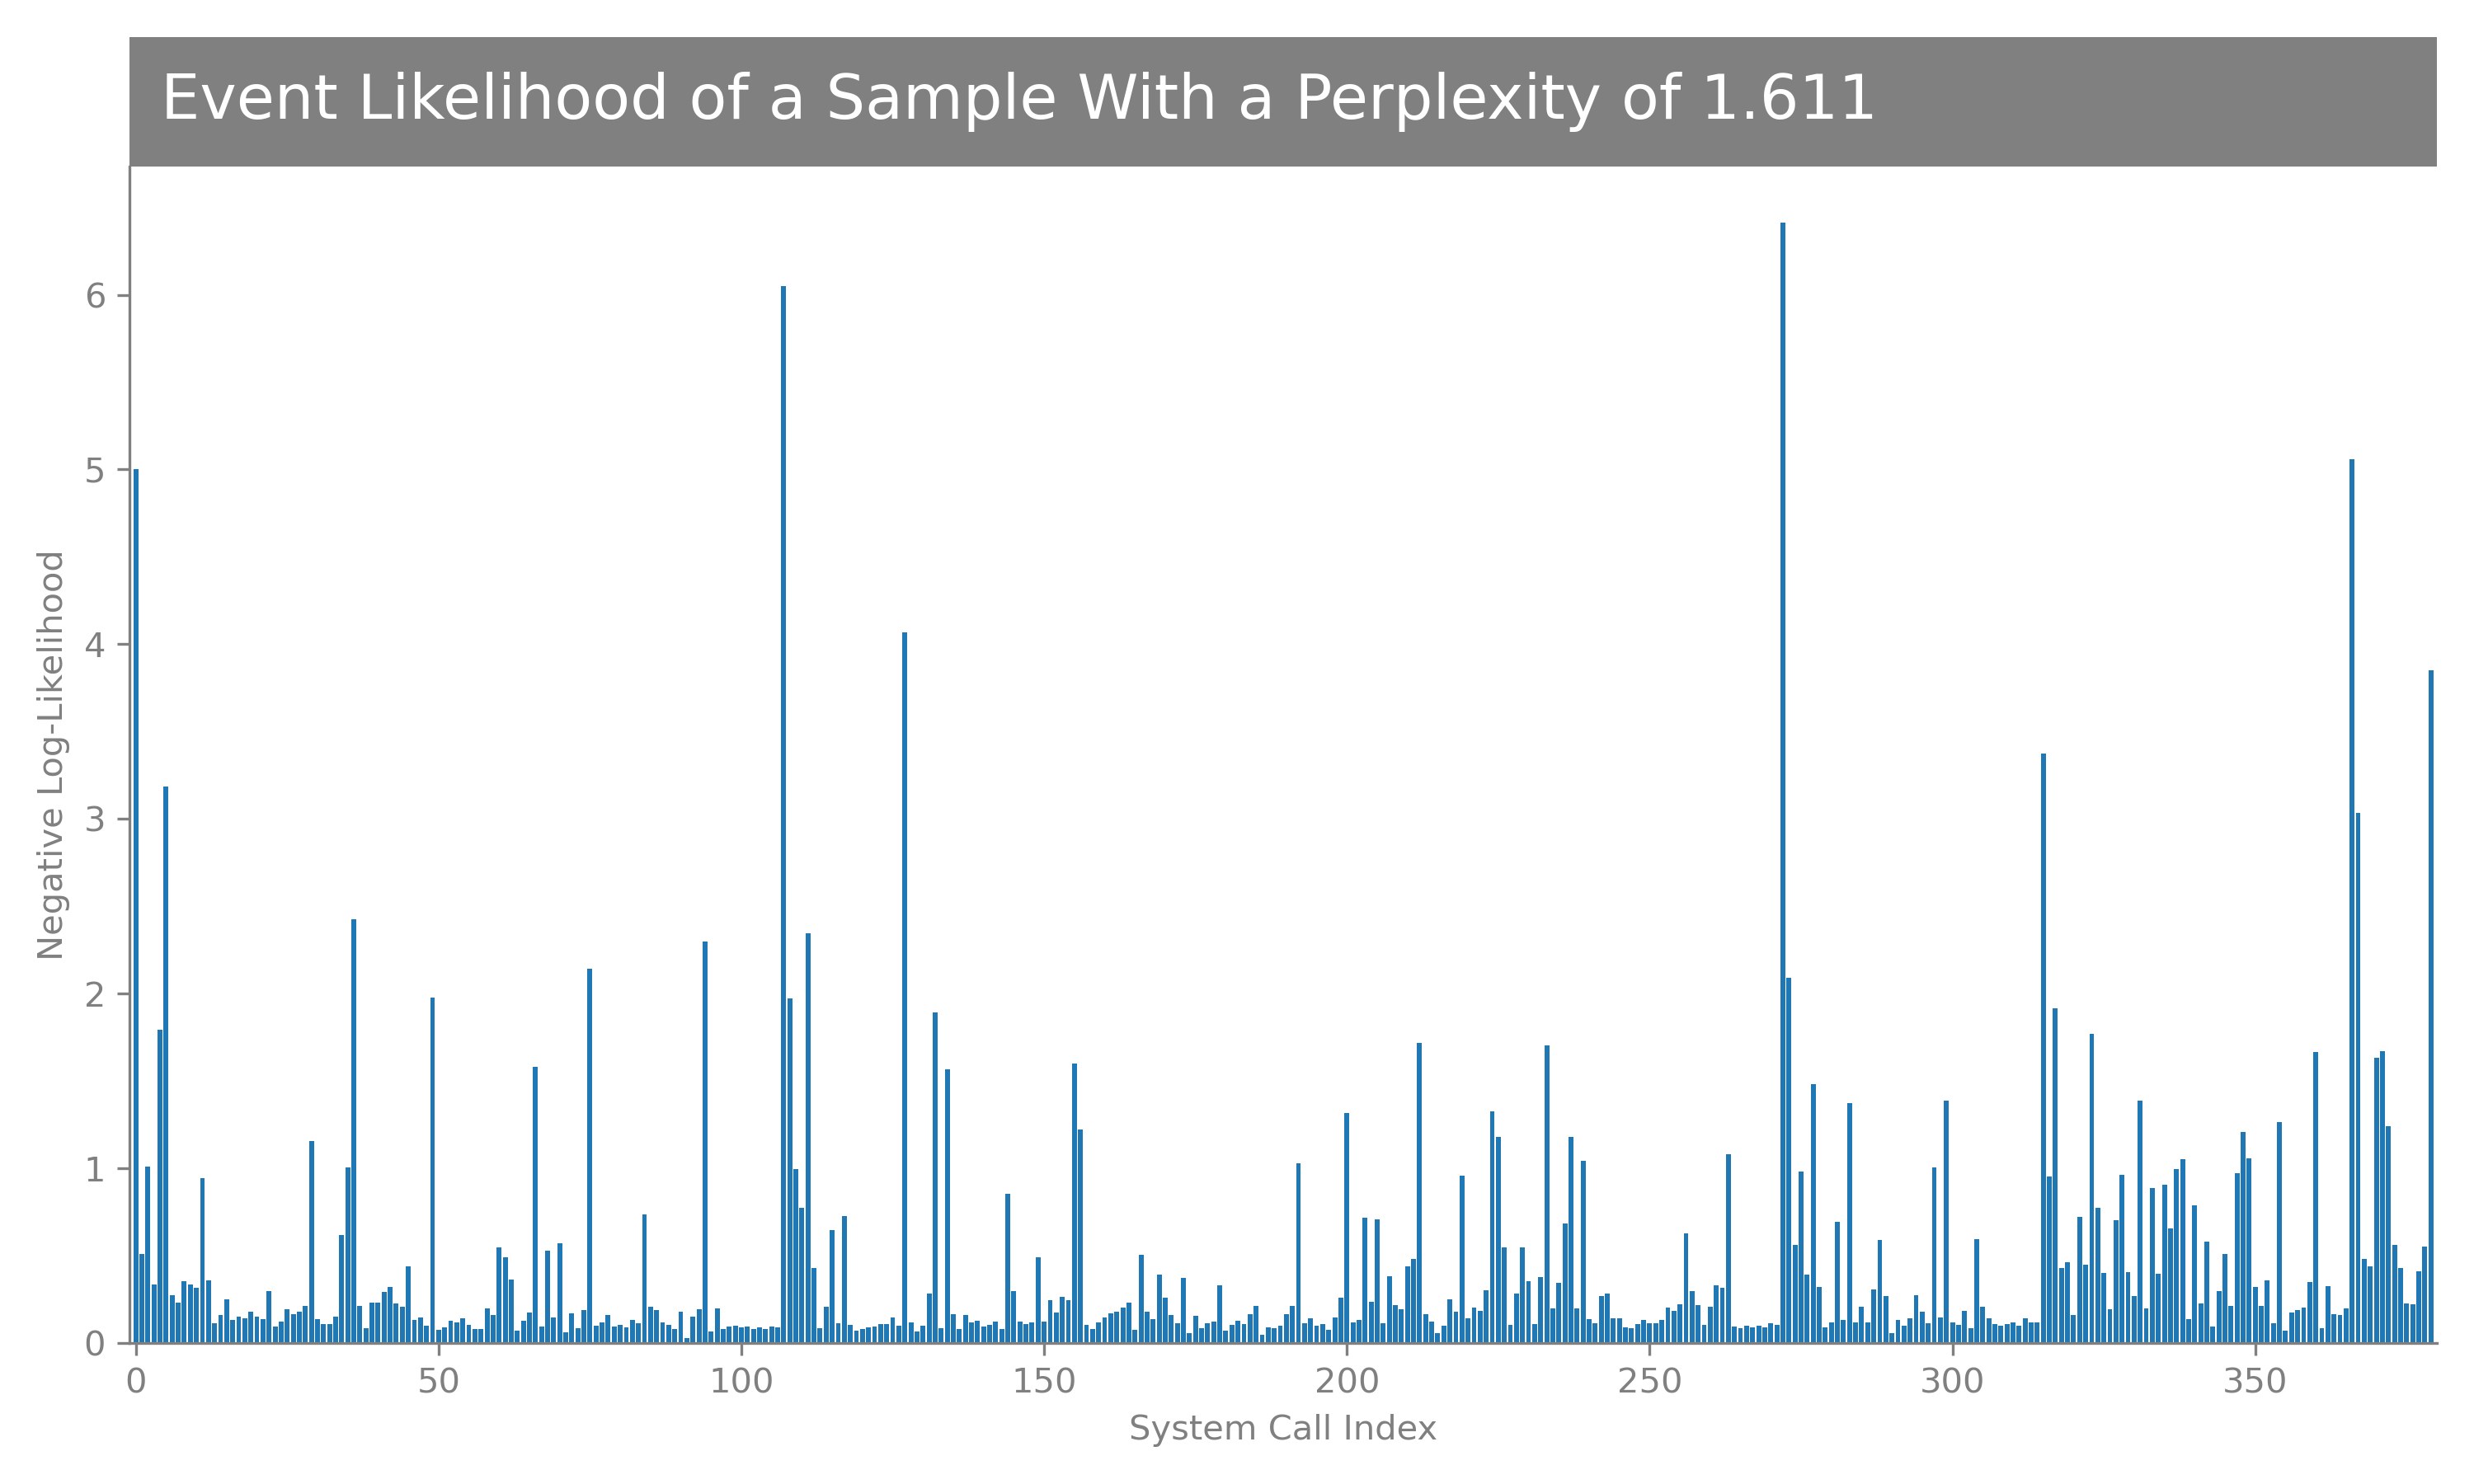 Event Likelihood of a Sample With a Perplexity of 1.611
6
5
4
3
2
1
0
Negative Log-Likelihood
0 50 100 150 200 250 300 350
System Call Index